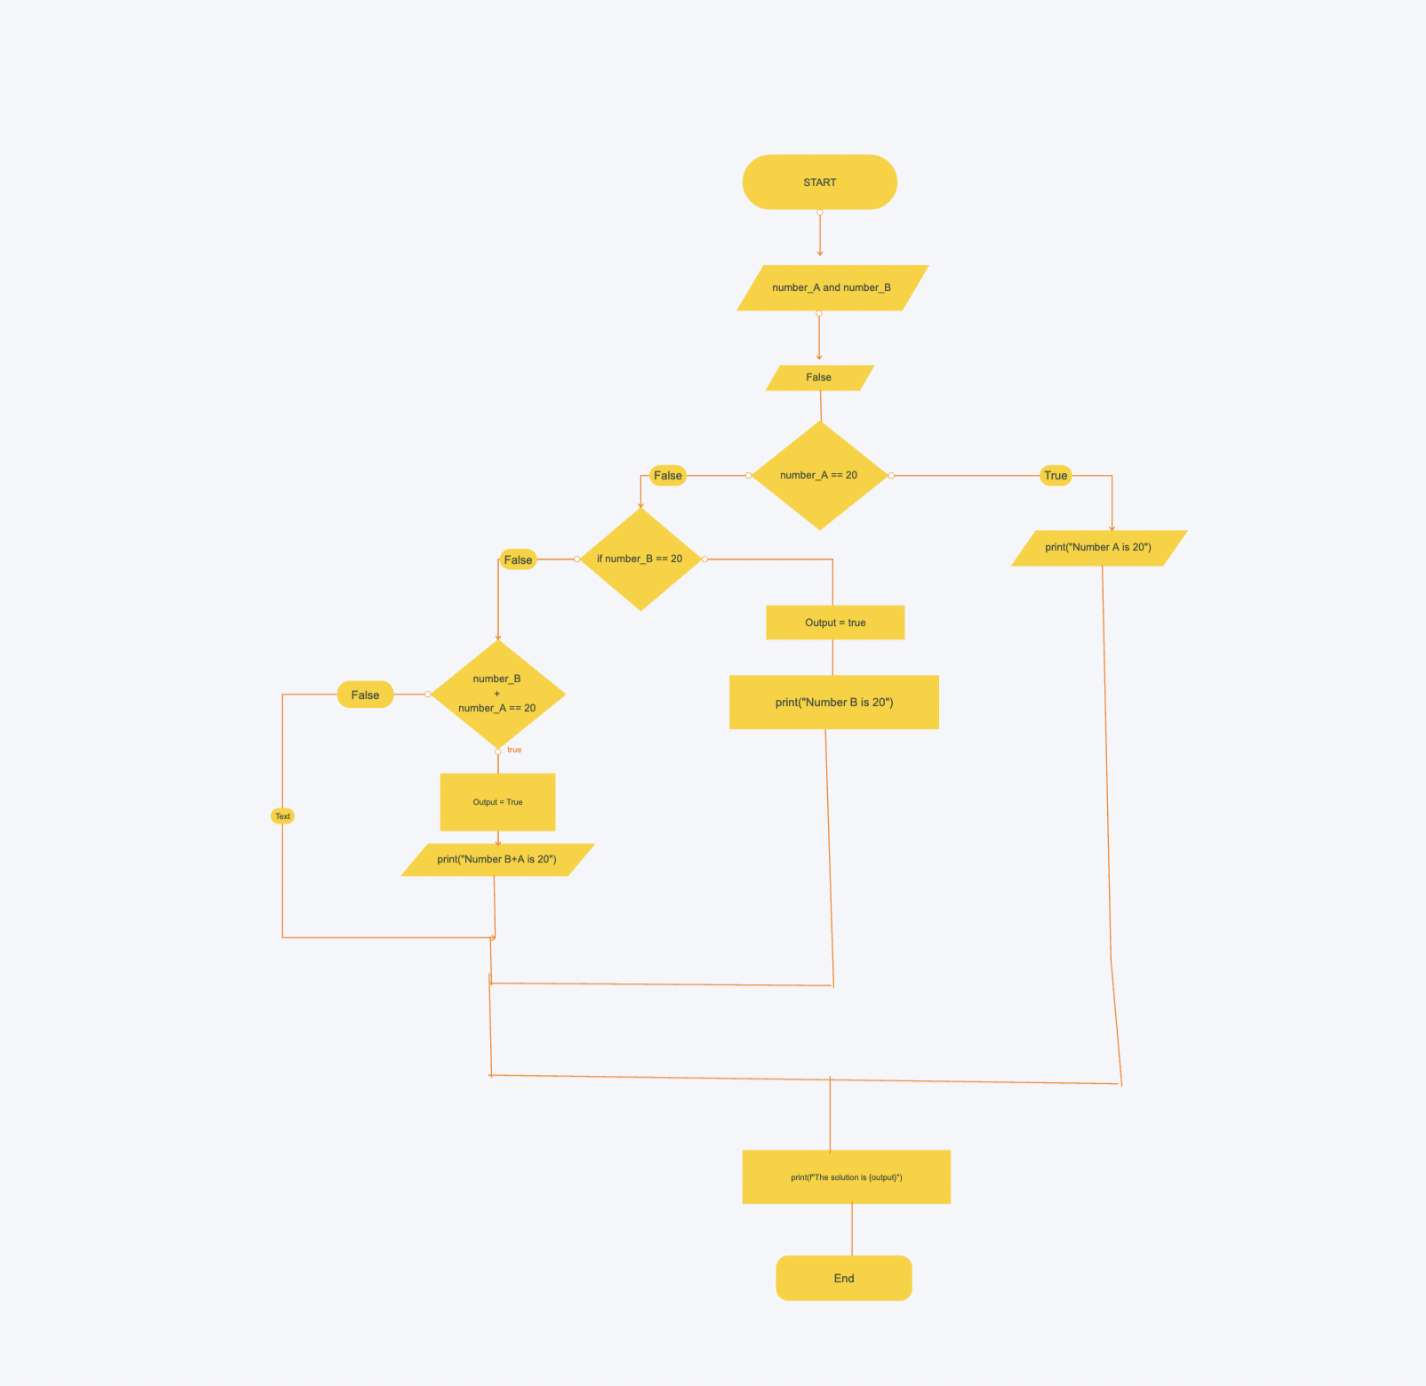 START
number_A and number_B
False
number_A == 20
False
True
print("Number A is 20")
if number_B == 20
False
Output = true
print("Number B is 20")
number_B
+
number_A == 20
False
true
Output = True
Text
print("Number B+A is 20")
print(f"The solution is {output}")
End